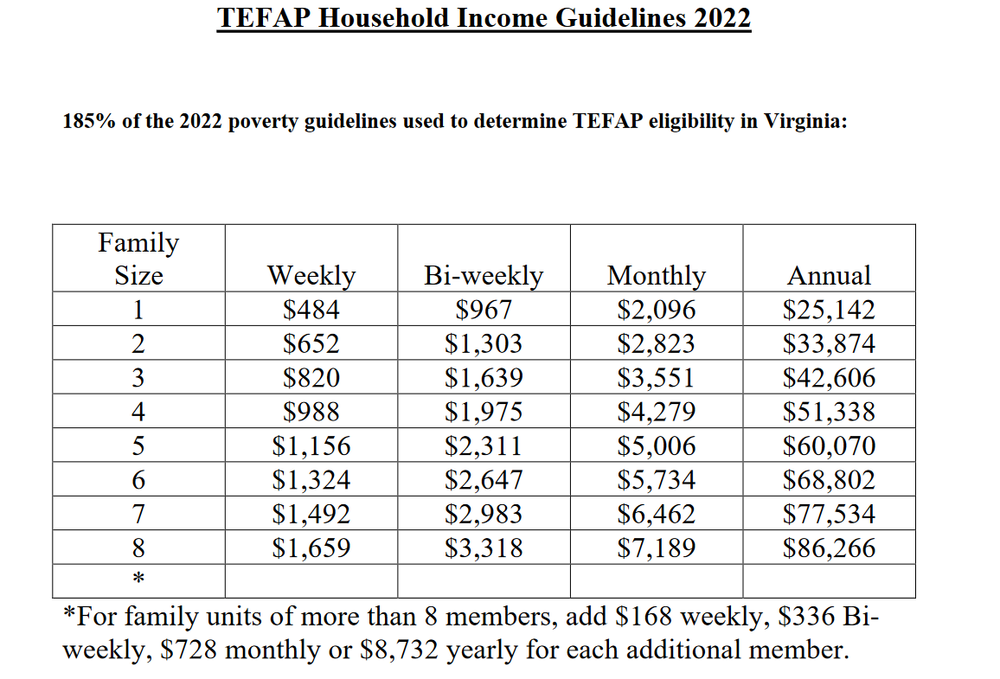 TEFAP Household Income Guidelines 2022
185% of the 2022 poverty guidelines used to determine TEFAP eligibility in Virginia:
Family
Size Weekly Bi-weekly Monthly Annual
1 $484 $967 $2,096 $25,142
2 $652 $1,303 $2,823 $33,874
3 $820 $1,639 $3,551 $42,606
4 $988 $1,975 $4,279 $51,338
5 $1,156 $2,311 $5,006 $60,070
6 $1,324 $2,647 $5,734 $68,802
7 $1,492 $2,983 $6,462 $77,534
8 $1,659 $3,318 $7,189 $86,266
*
*For family units of more than 8 members, add $168 weekly, $336 Bi-
weekly, $728 monthly or $8,732 yearly for each additional member.